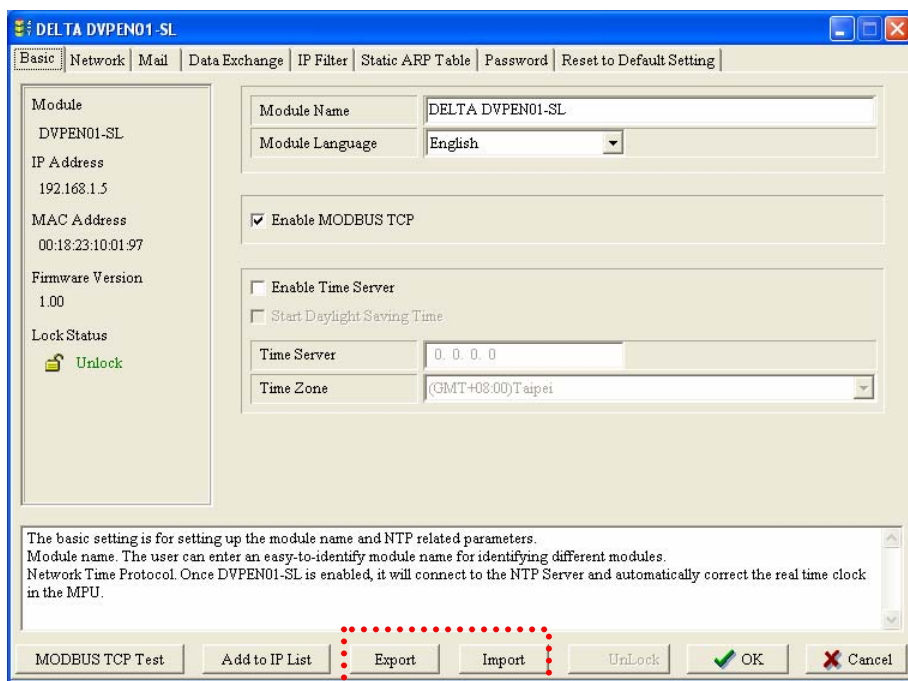 DELTA DVPEN01-SL
Basic Network Mail Data Exchange IP Filter Static ARP Table Password Reset to Default Setting
Module
DVPEN01-SL
IP Address
192.168.1.5
MAC Address
00:18:23:10:01:97
Firmware Version
1.00
Lock Status
Unlock
Module Name DELTA DVPEN01-SL
Module Language English
Enable MODBUS TCP
Enable Time Server
Start Daylight Saving Time
Time Server 0. 0. 0. 0
Time Zone (GMT+08:00)Taipei
The basic setting is for setting up the module name and NTP related parameters.
Module name. The user can enter an easy-to-identify module name for identifying different modules.
Network Time Protocol. Once DVPEN01-SL is enabled, it will connect to the NTP Server and automatically correct the real time clock
in the MPU.
MODBUS TCP Test Add to IP List Export Import UnLock OK Cancel